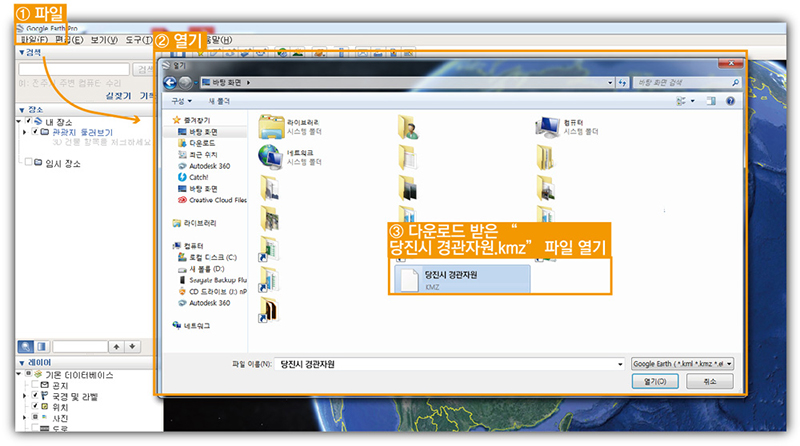 ① 파일
Google Earth Pro
파일(F) 편집(E) 보기(V) 도구(T)
② 열기
움말(H)
▼ 검색
검색
예: 전주역 주변 컴퓨터 수리
길찾기
▼ 장소
내 장소
관광지 둘러보기
3D 건물 항목을 체크하세요
임시 장소
열기
바탕 화면
바탕 화면 검색
구성 새 폴더
즐겨찾기
바탕 화면
다운로드
최근 위치
Autodesk 360
Catch!
바탕 화면
Creative Cloud Files
라이브러리
컴퓨터
로컬 디스크 (C:)
새 볼륨 (D:)
Seagate Backup Plu
CD 드라이브 (I:) nP
Autodesk 360
네트워크
라이브러리
시스템 폴더
컴퓨터
시스템 폴더
네트워크
시스템 폴더
③ 다운로드 받은 “
당진시 경관자원.kmz” 파일 열기
당진시 경관자원
KMZ
파일 이름(N): 당진시 경관자원
Google Earth (*.kml *.kmz *.e
열기(O) 취소
▼ 레이어
기본 데이터베이스
공지
국경 및 라벨
위치
사진
도로